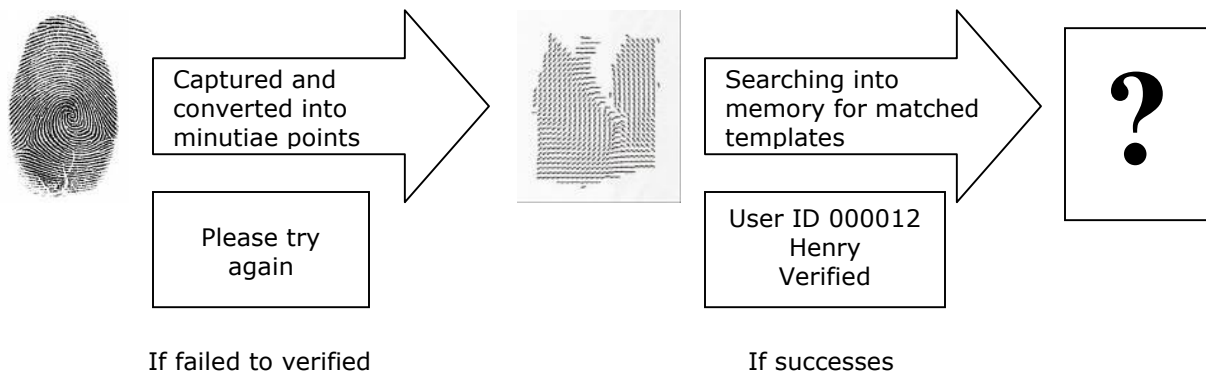 Captured and
converted into
minutiae points
Searching into
memory for matched
templates
?
Please try
again
User ID 000012
Henry
Verified
If failed to verified
If successes